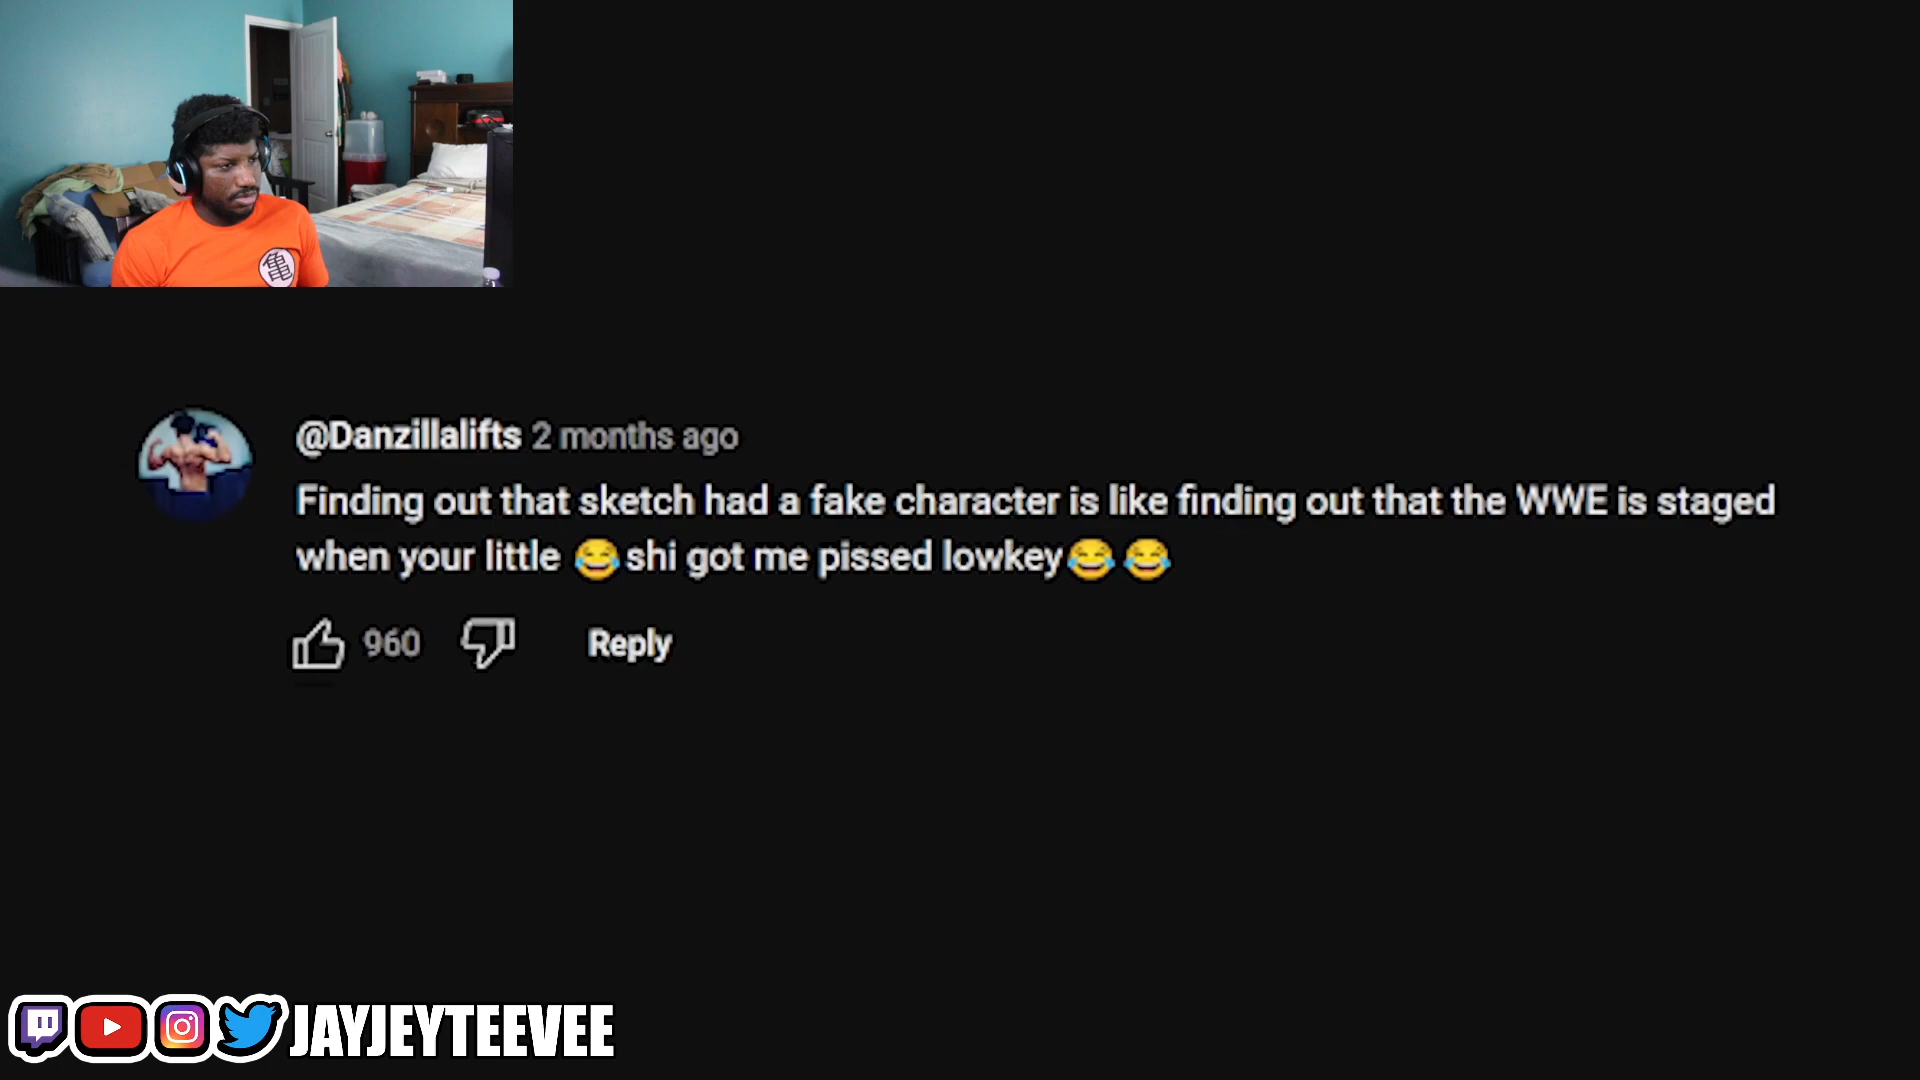 亀
@Danzillalifts 2 months ago
Finding out that sketch had a fake character is like finding out that the WWE is staged
when your little 😂 shi got me pissed lowkey😂 😂
960 Reply
JAYJEYTEEVEE